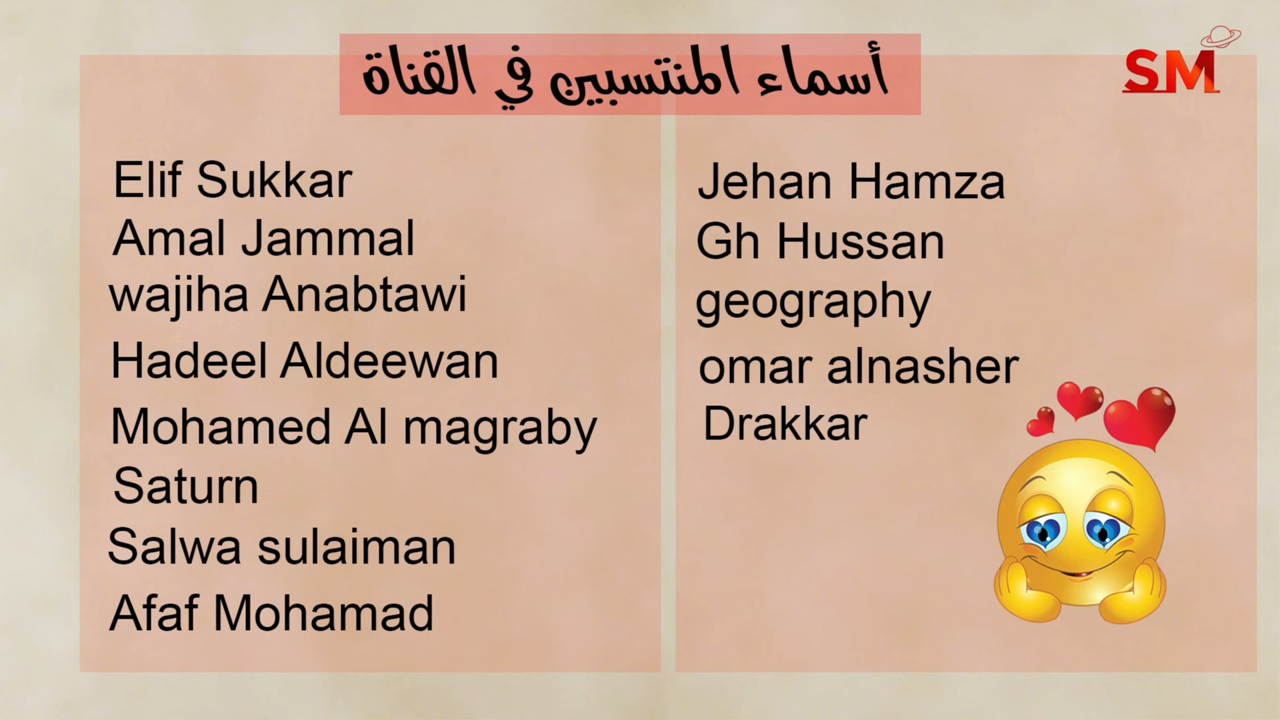 أسماء المنتسبين في القناة
SM
Elif Sukkar
Amal Jammal
wajiha Anabtawi
Hadeel Aldeewan
Mohamed Al magraby
Saturn
Salwa sulaiman
Afaf Mohamad
Jehan Hamza
Gh Hussan
geography
omar alnasher
Drakkar